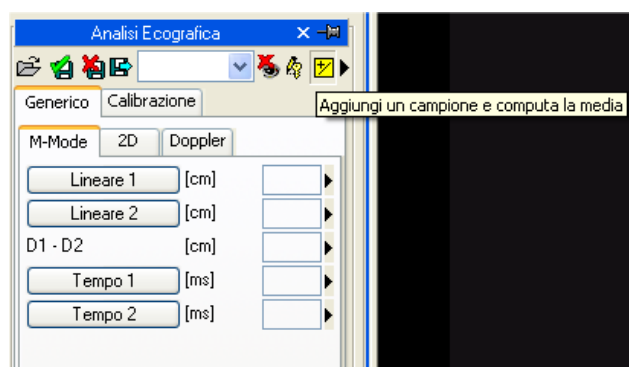 Analisi Ecografica
Generico Calibrazione
Aggiungi un campione e computa la media
M-Mode 2D Doppler
Lineare 1 [cm]
Lineare 2 [cm]
D1 - D2 [cm]
Tempo 1 [ms]
Tempo 2 [ms]